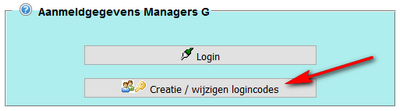 Aanmeldgegevens Managers G
Login
Creatie / wijzigen logincodes